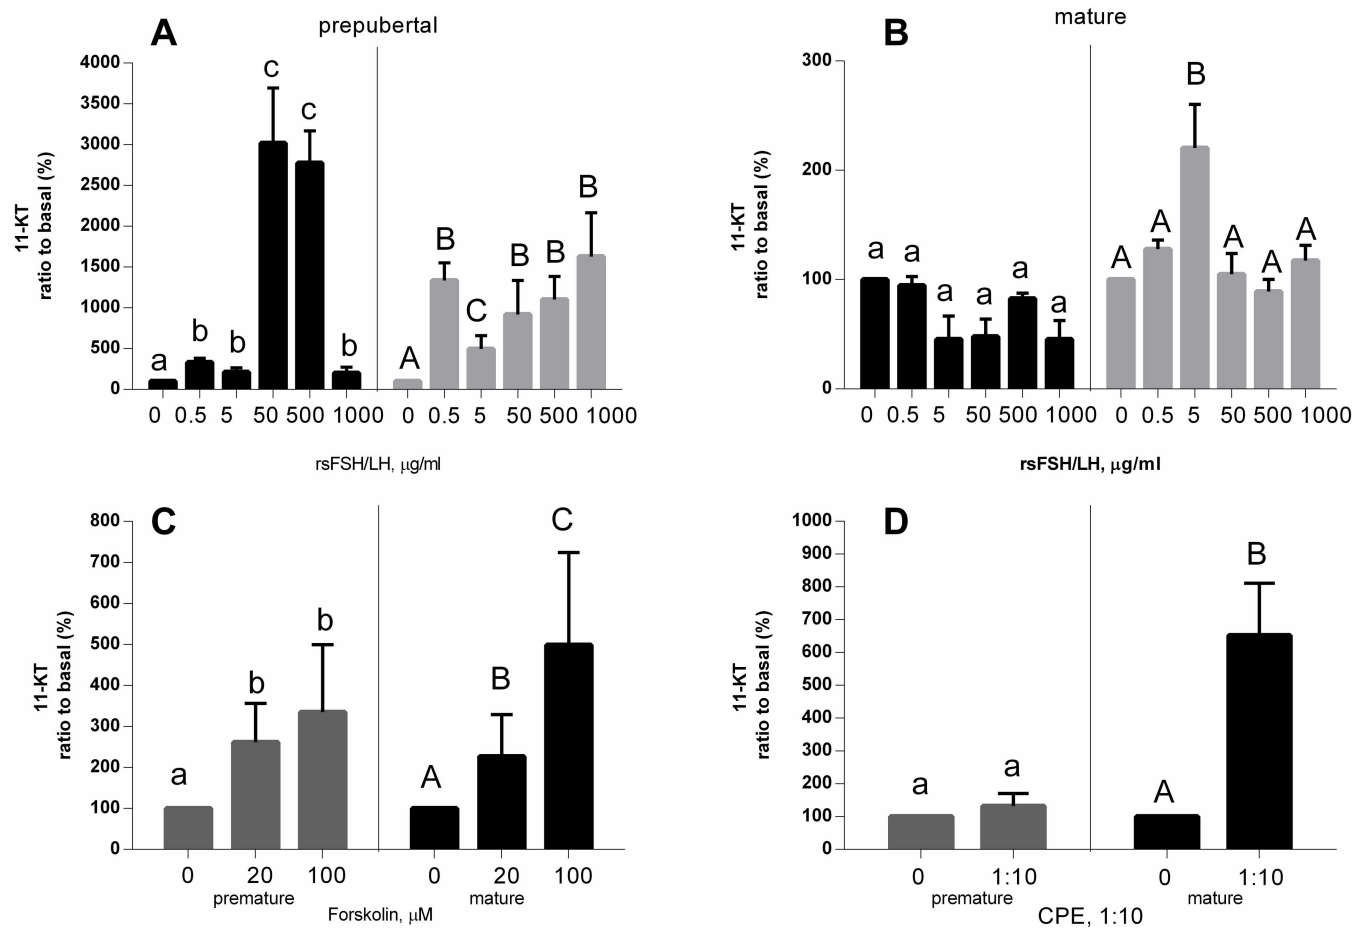 A
prepubertal
11-KT
ratio to basal (%)
4000
3500
3000
2500
2000
1500
1000
500
0
a b b c c b A B C B B B
0 0.5 5 50 500 1000 0 0.5 5 50 500 1000
rsFSH/LH, µg/ml
B
mature
11-KT
ratio to basal (%)
300
200
100
0
a a a a a a A A B A A A
0 0.5 5 50 500 1000 0 0.5 5 50 500 1000
rsFSH/LH, µg/ml
C
11-KT
ratio to basal (%)
800
700
600
500
400
300
200
100
0
a b b A B C
0 20 100 0 20 100
premature mature
Forskolin, µM
D
11-KT
ratio to basal (%)
1000
900
800
700
600
500
400
300
200
100
0
a a A B
0 1:10 0 1:10
premature mature
CPE, 1:10